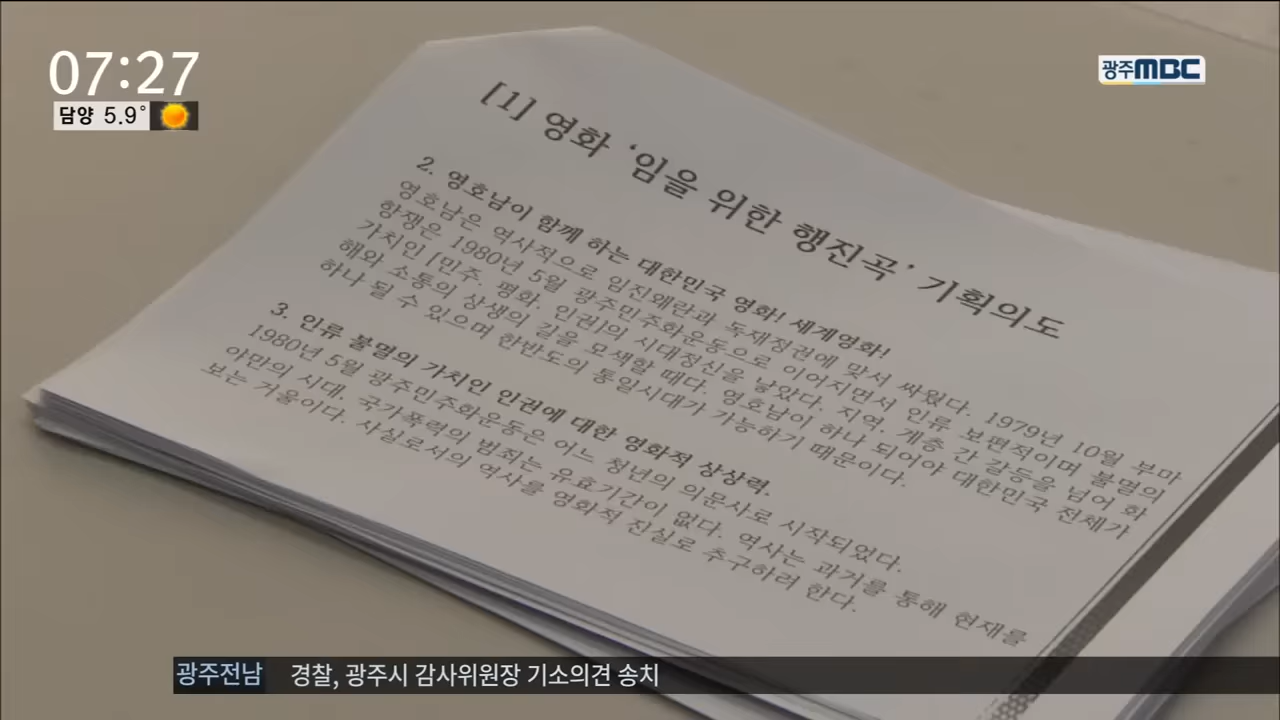 07:27
담양 5.9°
광주MBC
[1] 영화 '임을 위한 행진곡' 기획의도
2. 영호남이 함께 하는 대한민국 영화! 세계영화!
영호남은 역사적으로 임진왜란과 독재정권에 맞서 싸웠다. 1979년 10월 부마
항쟁은 1980년 5월 광주민주화운동으로 이어지면서 인류 보편적이며 불멸의
가치인 [민주, 평화, 인권]의 시대정신을 낳았다. 지역, 계층 간 갈등을 넘어 화
해와 소통의 상생의 길을 모색할 때다. 영호남이 하나 되어야 대한민국 전체가
하나 될 수 있으며 한반도의 통일시대가 가능하기 때문이다.
3. 인류 불멸의 가치인 인권에 대한 영화적 상상력.
1980년 5월 광주민주화운동은 어느 청년의 의문사로 시작되었다.
야만의 시대, 국가폭력의 범죄는 유효기간이 없다. 역사는 과거를 통해 현재를
보는 거울이다. 사실로서의 역사를 영화적 진실로 추구하려 한다.
광주전남 경찰, 광주시 감사위원장 기소의견 송치